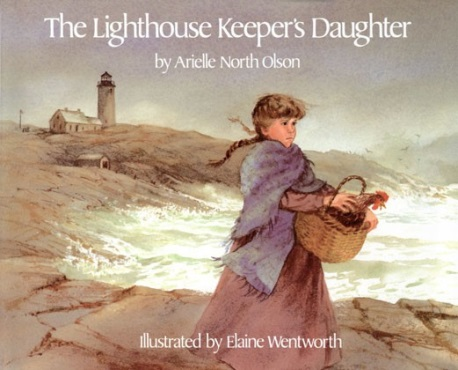 The Lighthouse Keeper's Daughter
by Arielle North Olson
Illustrated by Elaine Wentworth